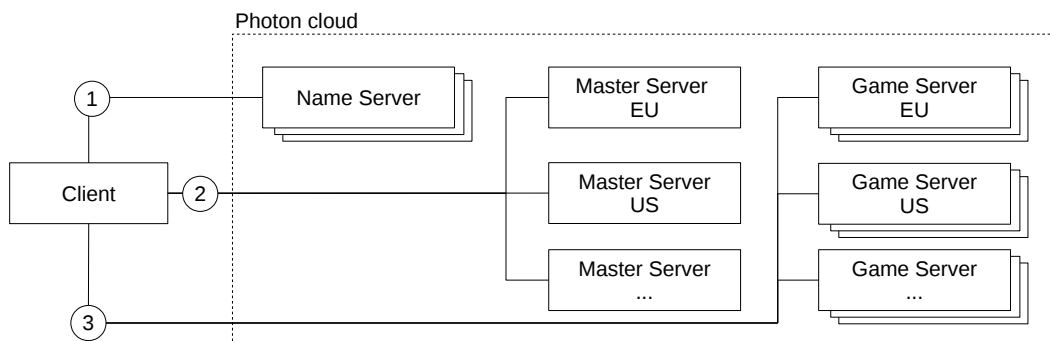 Photon cloud
1
Name Server
Master Server
EU
Game Server
EU
Client
2
Master Server
US
Game Server
US
Master Server
...
Game Server
...
3